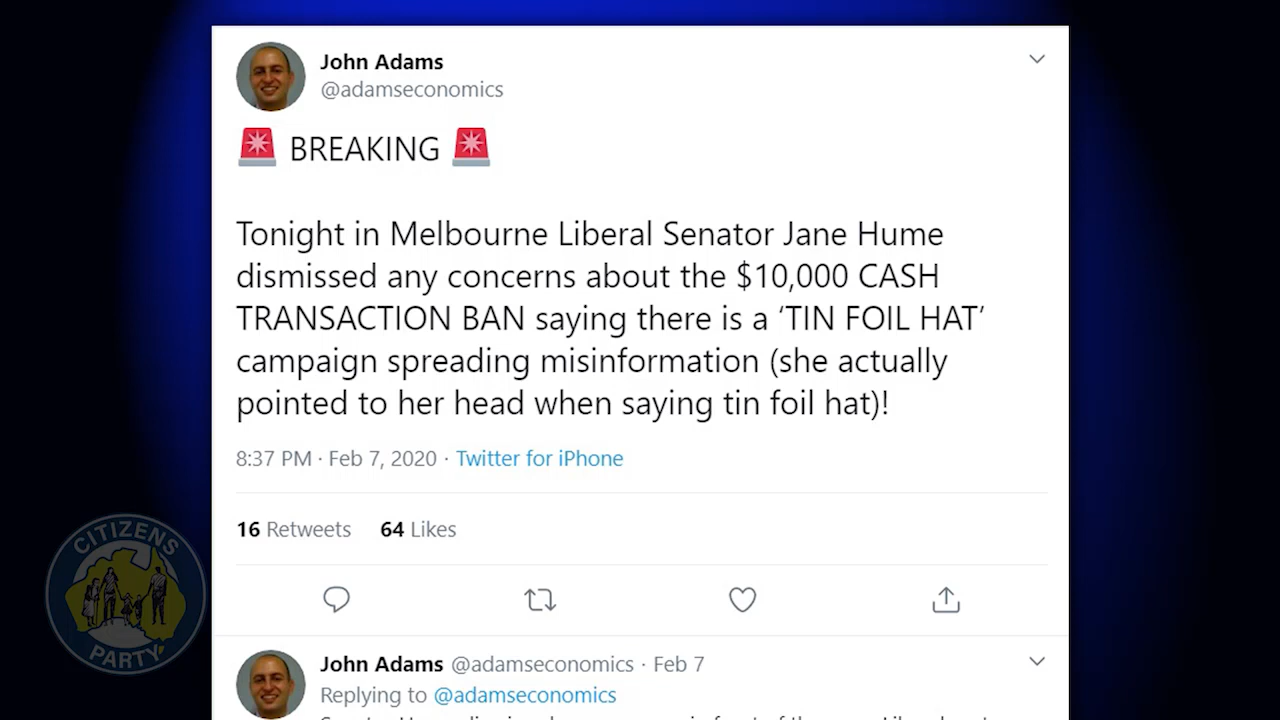 John Adams
@adamseconomics
🚨 BREAKING 🚨
Tonight in Melbourne Liberal Senator Jane Hume
dismissed any concerns about the $10,000 CASH
TRANSACTION BAN saying there is a ‘TIN FOIL HAT’
campaign spreading misinformation (she actually
pointed to her head when saying tin foil hat)!
8:37 PM · Feb 7, 2020 · Twitter for iPhone
16 Retweets 64 Likes
CITIZENS
PARTY
John Adams @adamseconomics · Feb 7
Replying to @adamseconomics